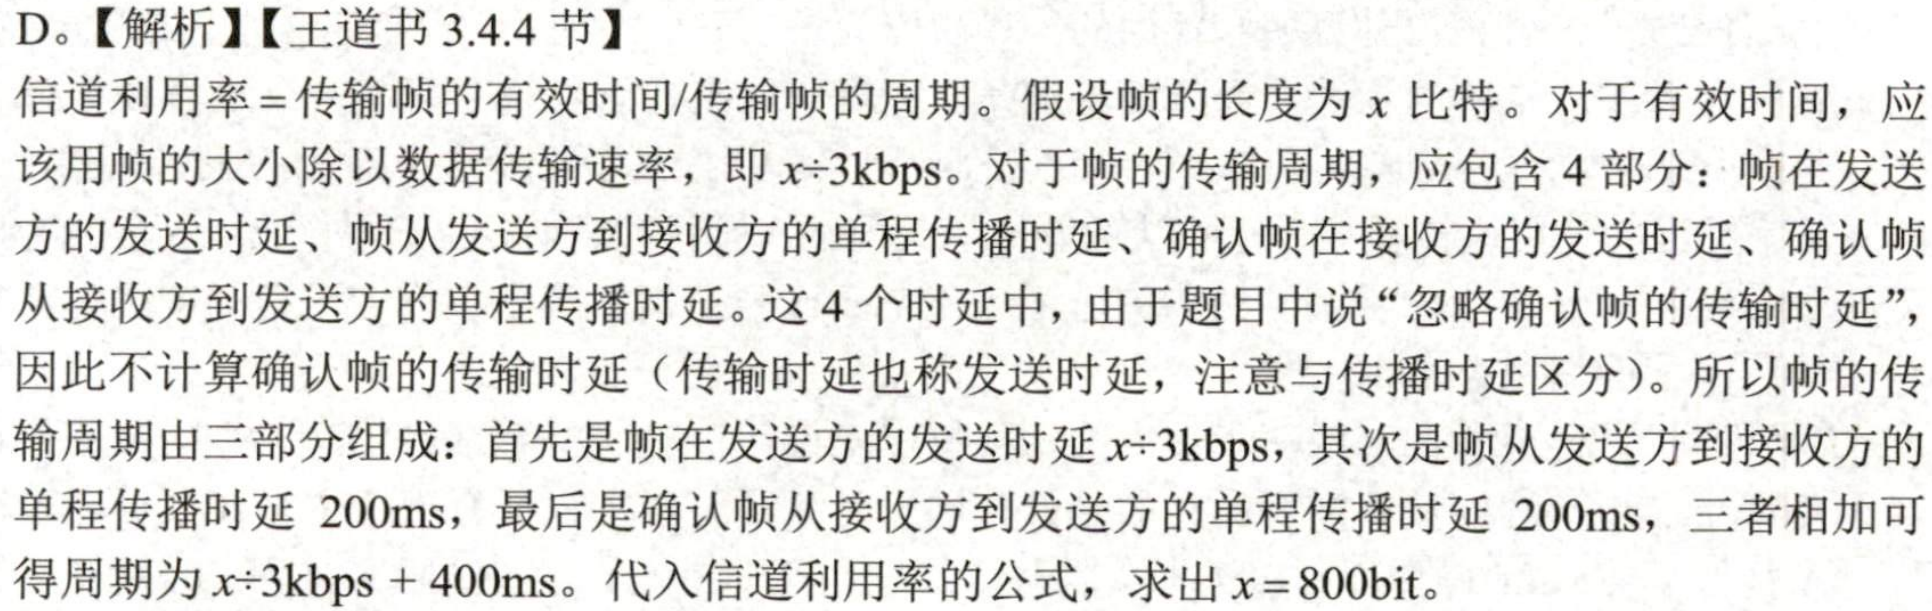 D。【解析】【王道书 3.4.4 节】
信道利用率 = 传输帧的有效时间/传输帧的周期。假设帧的长度为 x 比特。对于有效时间，应
该用帧的大小除以数据传输速率，即 x÷3kbps。对于帧的传输周期，应包含 4 部分：帧在发送
方的发送时延、帧从发送方到接收方的单程传播时延、确认帧在接收方的发送时延、确认帧
从接收方到发送方的单程传播时延。这 4 个时延中，由于题目中说“忽略确认帧的传输时延”，
因此不计算确认帧的传输时延（传输时延也称发送时延，注意与传播时延区分）。所以帧的传
输周期由三部分组成：首先是帧在发送方的发送时延 x÷3kbps，其次是帧从发送方到接收方的
单程传播时延 200ms，最后是确认帧从接收方到发送方的单程传播时延 200ms，三者相加可
得周期为 x÷3kbps + 400ms。代入信道利用率的公式，求出 x = 800bit。